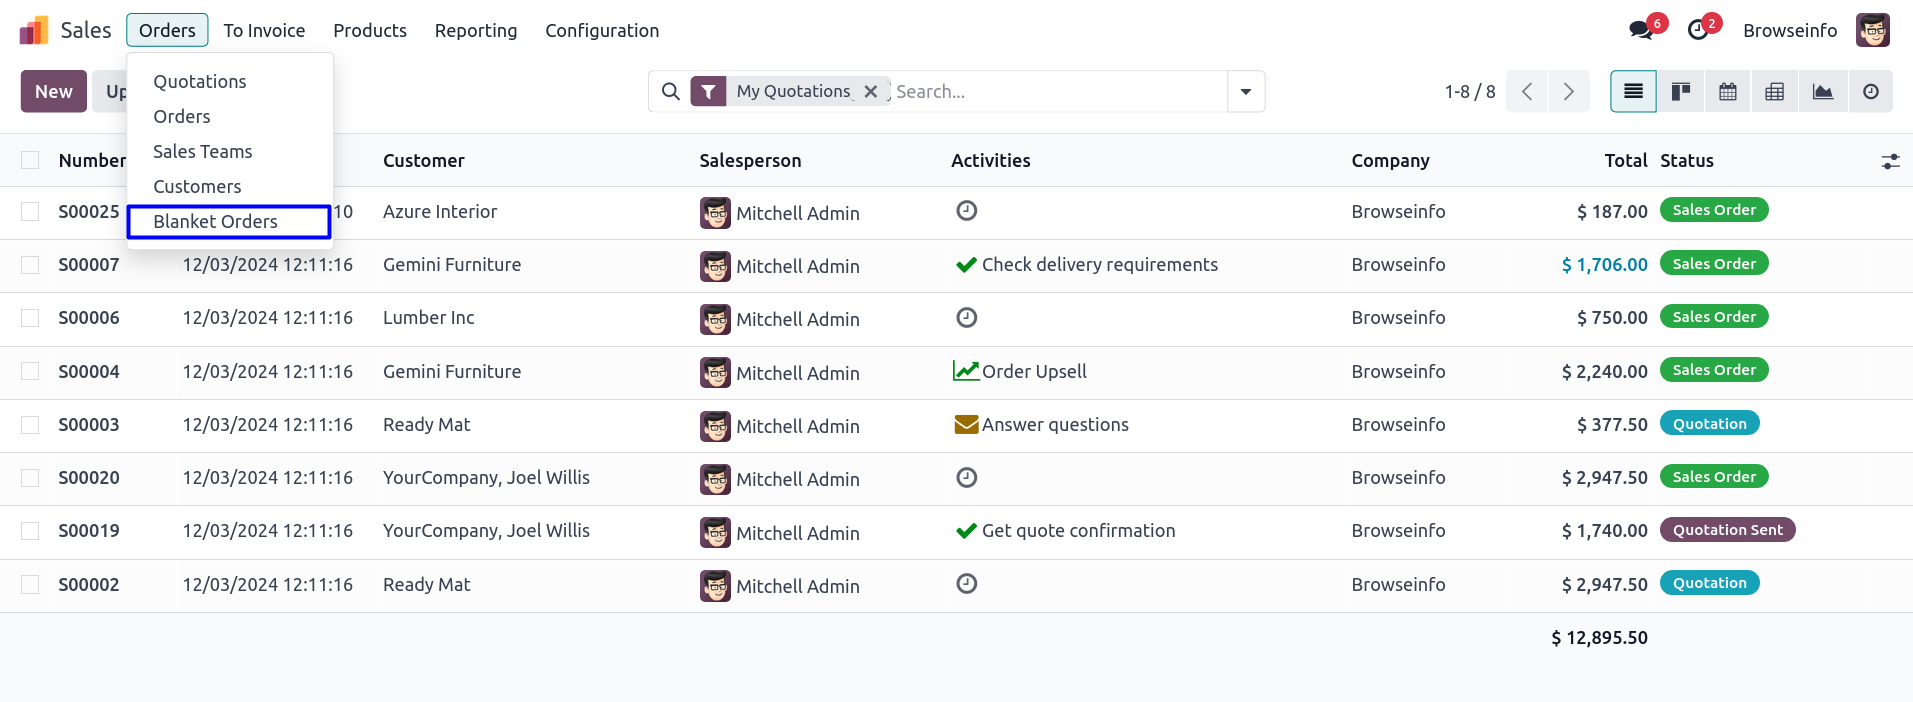 Sales Orders To Invoice Products Reporting Configuration 6 2 Browseinfo
Quotations
New Up My Quotations Search... 1-8 / 8
Orders
Sales Teams
Number Customer Salesperson Activities Company Total Status
Customers
S00025 10 Azure Interior Mitchell Admin Browseinfo $ 187.00 Sales Order
Blanket Orders
S00007 12/03/2024 12:11:16 Gemini Furniture Mitchell Admin Check delivery requirements Browseinfo $ 1,706.00 Sales Order
S00006 12/03/2024 12:11:16 Lumber Inc Mitchell Admin Browseinfo $ 750.00 Sales Order
S00004 12/03/2024 12:11:16 Gemini Furniture Mitchell Admin Order Upsell Browseinfo $ 2,240.00 Sales Order
S00003 12/03/2024 12:11:16 Ready Mat Mitchell Admin Answer questions Browseinfo $ 377.50 Quotation
S00020 12/03/2024 12:11:16 YourCompany, Joel Willis Mitchell Admin Browseinfo $ 2,947.50 Sales Order
S00019 12/03/2024 12:11:16 YourCompany, Joel Willis Mitchell Admin Get quote confirmation Browseinfo $ 1,740.00 Quotation Sent
S00002 12/03/2024 12:11:16 Ready Mat Mitchell Admin Browseinfo $ 2,947.50 Quotation
$ 12,895.50